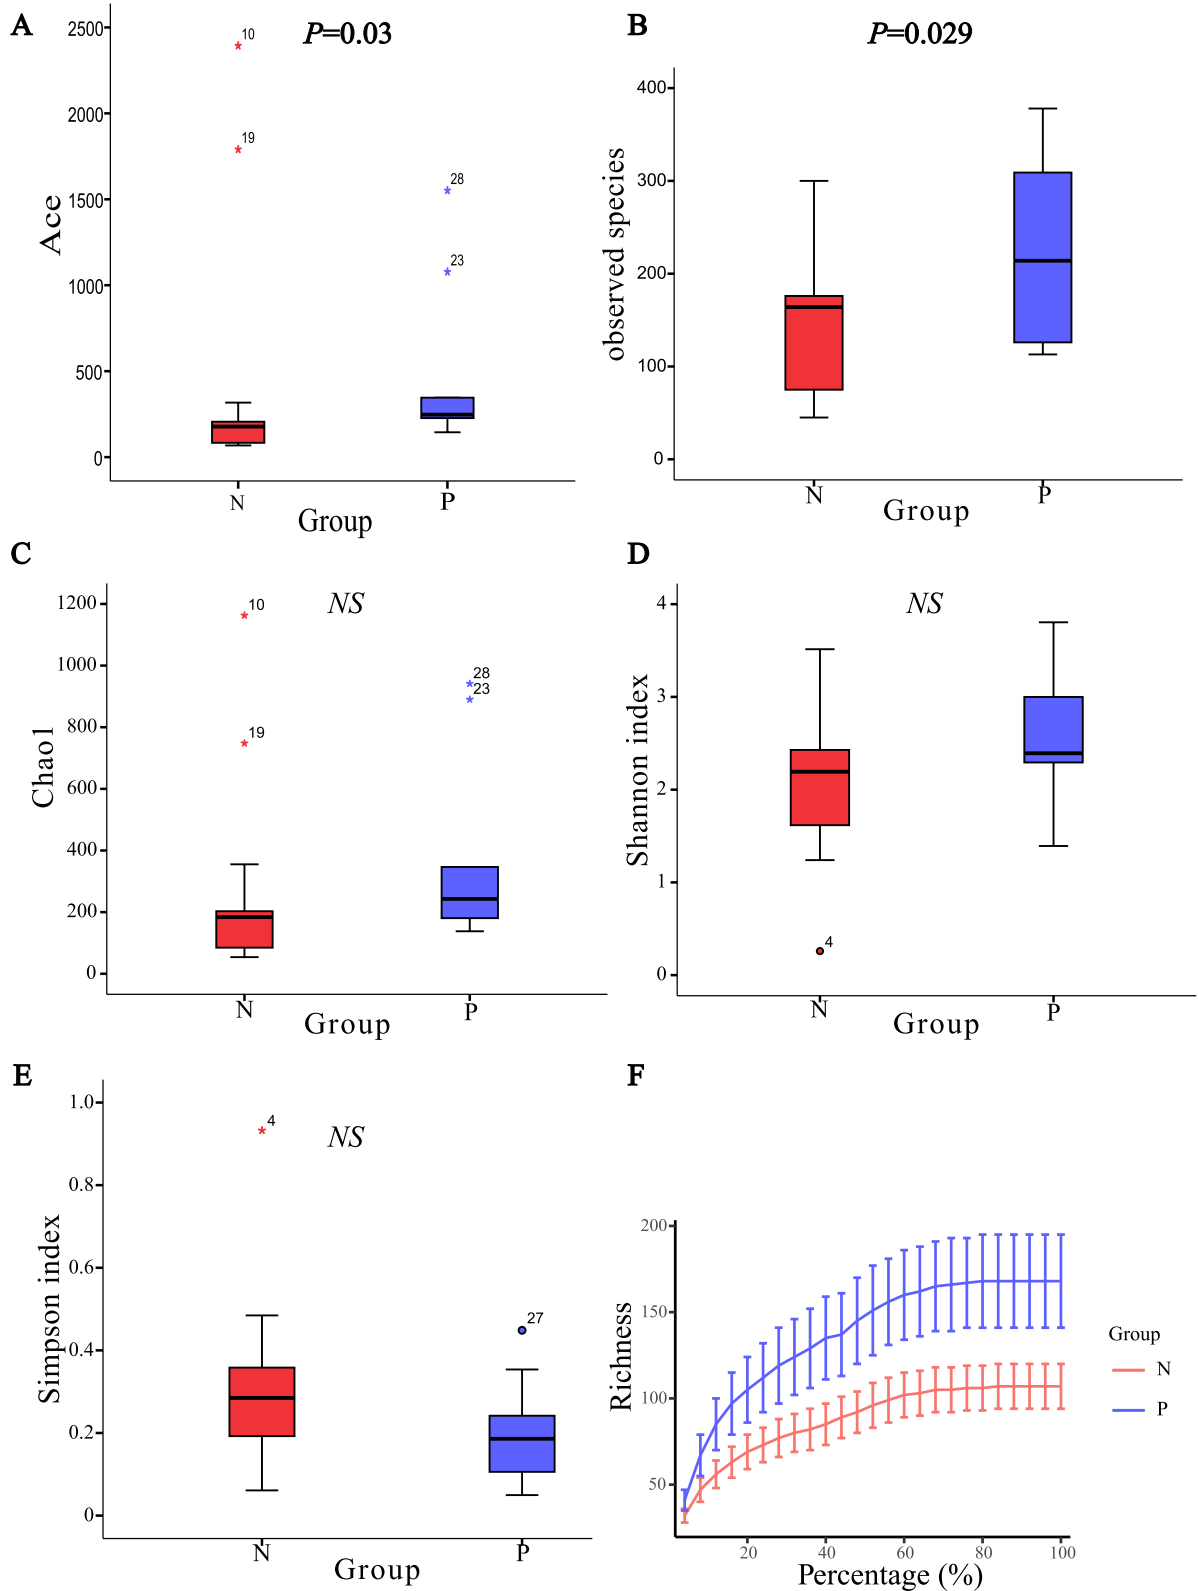 A
P=0.03
2500
2000
1500
1000
500
0
Ace
10
19
28
23
N
P
Group
B
P=0.029
400
300
200
100
0
observed species
N
P
Group
C
NS
1200
1000
800
600
400
200
0
Chao1
10
19
28
23
N
P
Group
D
NS
4
3
2
1
0
Shannon index
4
N
P
Group
E
NS
1.0
0.8
0.6
0.4
0.2
0
Simpson index
4
27
N
P
Group
F
200
150
100
50
Richness
20
40
60
80
100
Percentage (%)
Group
N
P